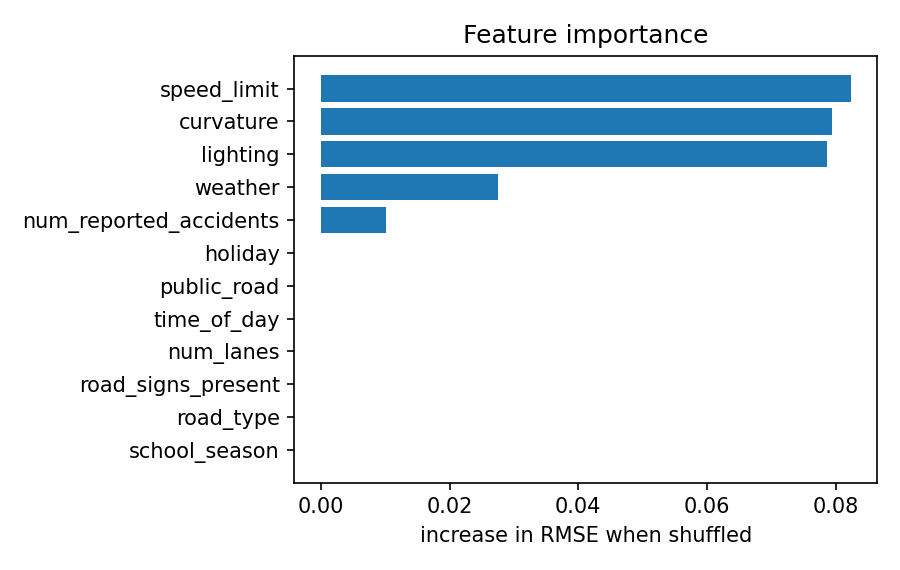 Feature importance
speed_limit
curvature
lighting
weather
num_reported_accidents
holiday
public_road
time_of_day
num_lanes
road_signs_present
road_type
school_season
0.00 0.02 0.04 0.06 0.08
increase in RMSE when shuffled